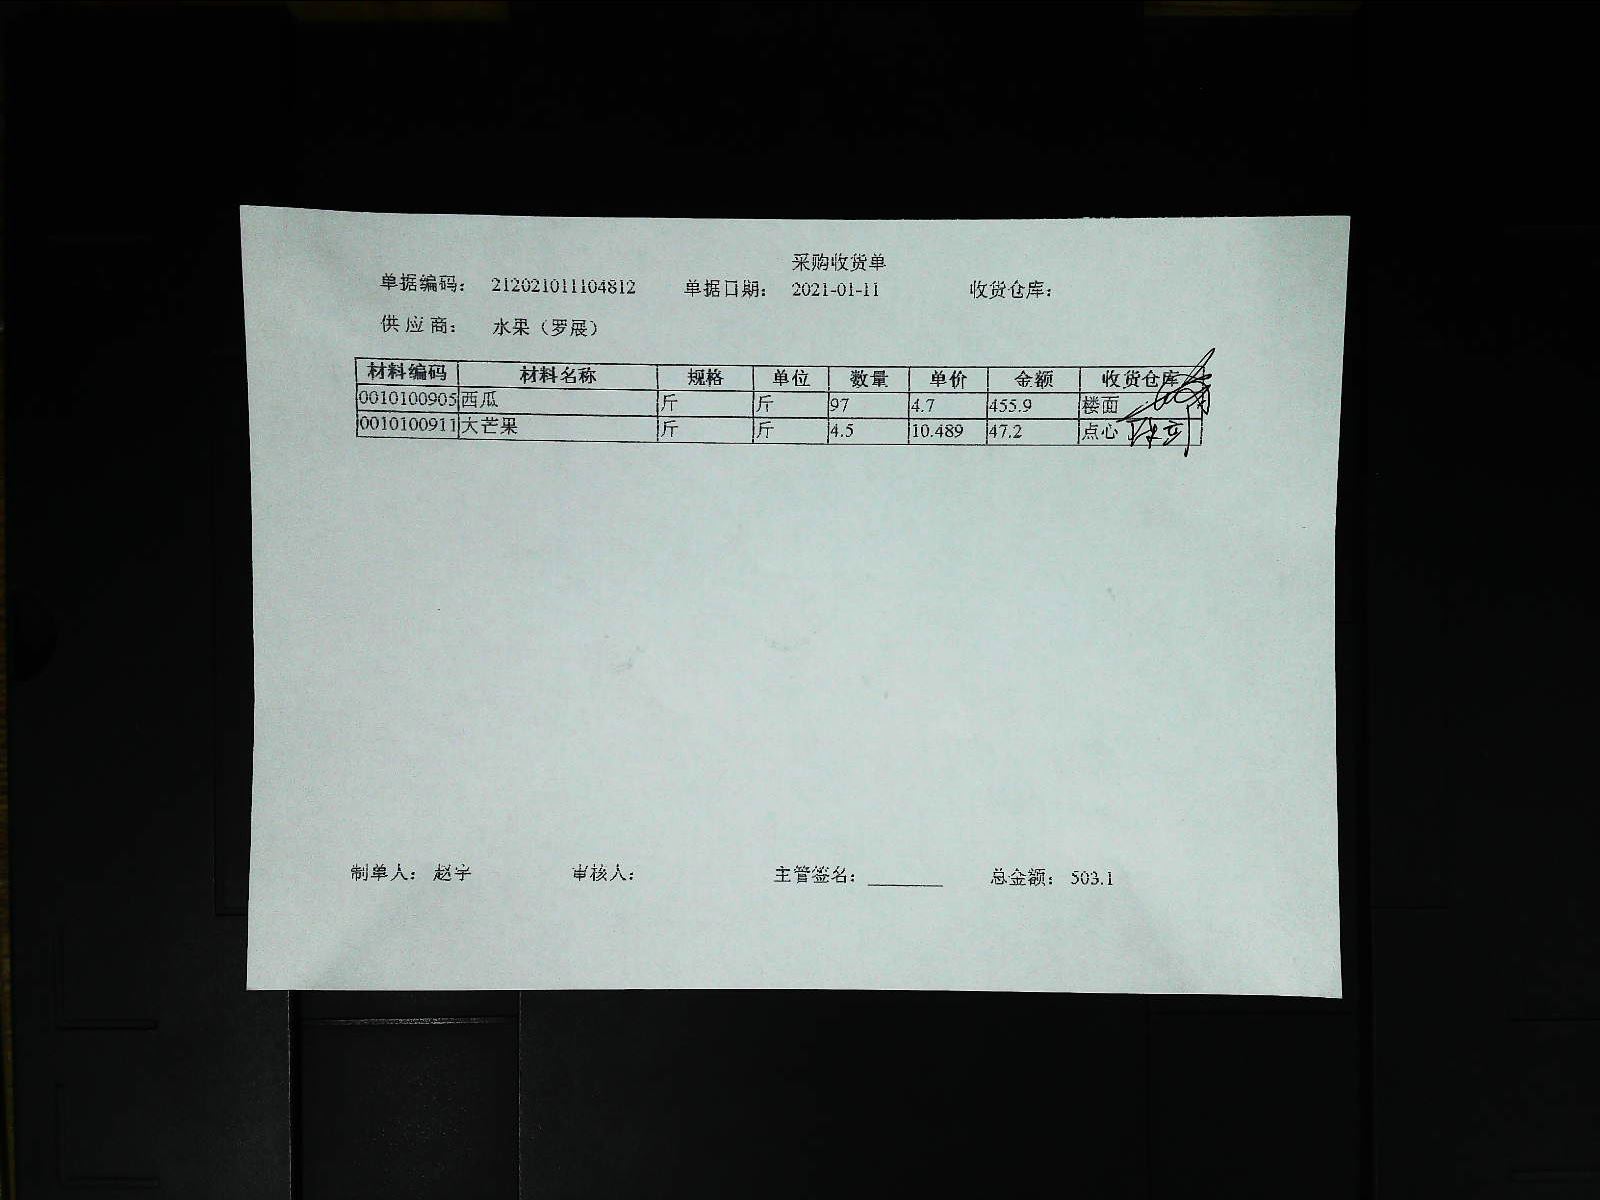 采购收货单
单据编码： 212021011104812 单据日期： 2021-01-11 收货仓库：
供应商： 水果（罗展）
材料编码 材料名称 规格 单位 数量 单价 金额 收货仓库
0010100905 西瓜 斤 斤 97 4.7 455.9 楼面
0010100911 大芒果 斤 斤 4.5 10.489 47.2 点心
制单人： 赵宇 审核人： 主管签名： ________ 总金额： 503.1